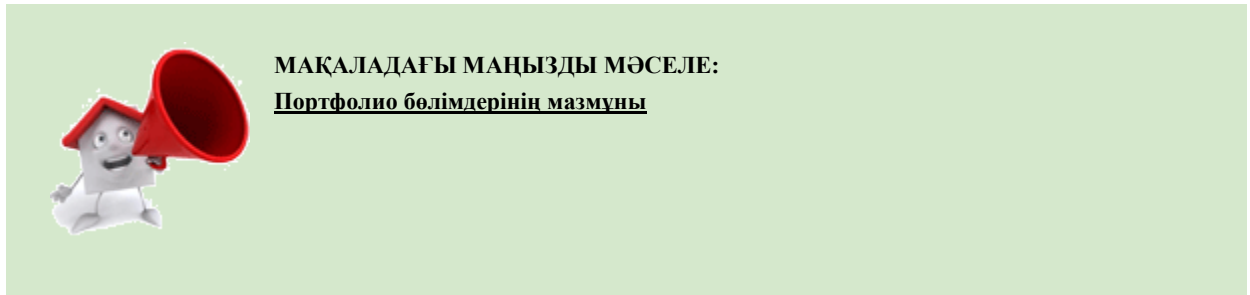 МАҚАЛАДАҒЫ МАҢЫЗДЫ МӘСЕЛЕ:
Портфолио бөлімдерінің мазмұны